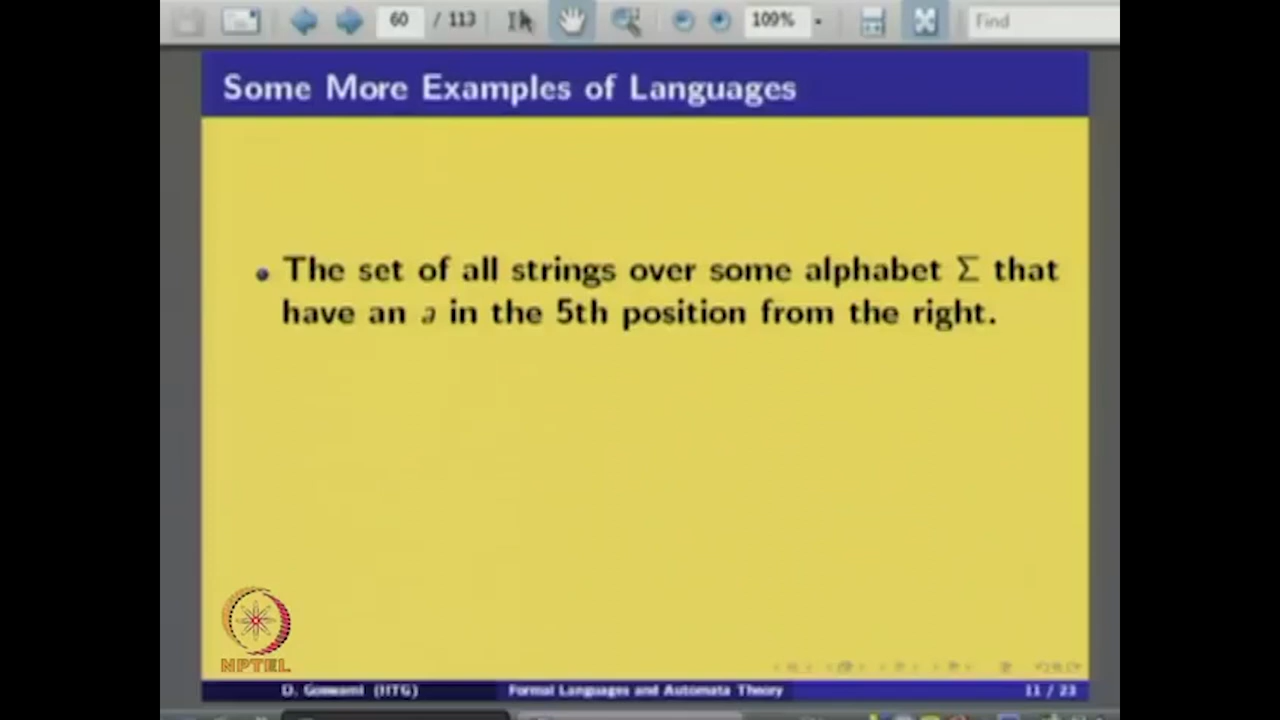 60 / 113 109% Find
Some More Examples of Languages
The set of all strings over some alphabet Σ that
have an a in the 5th position from the right.
NPTEL
D. Goswami (IITG) Formal Languages and Automata Theory 11 / 23